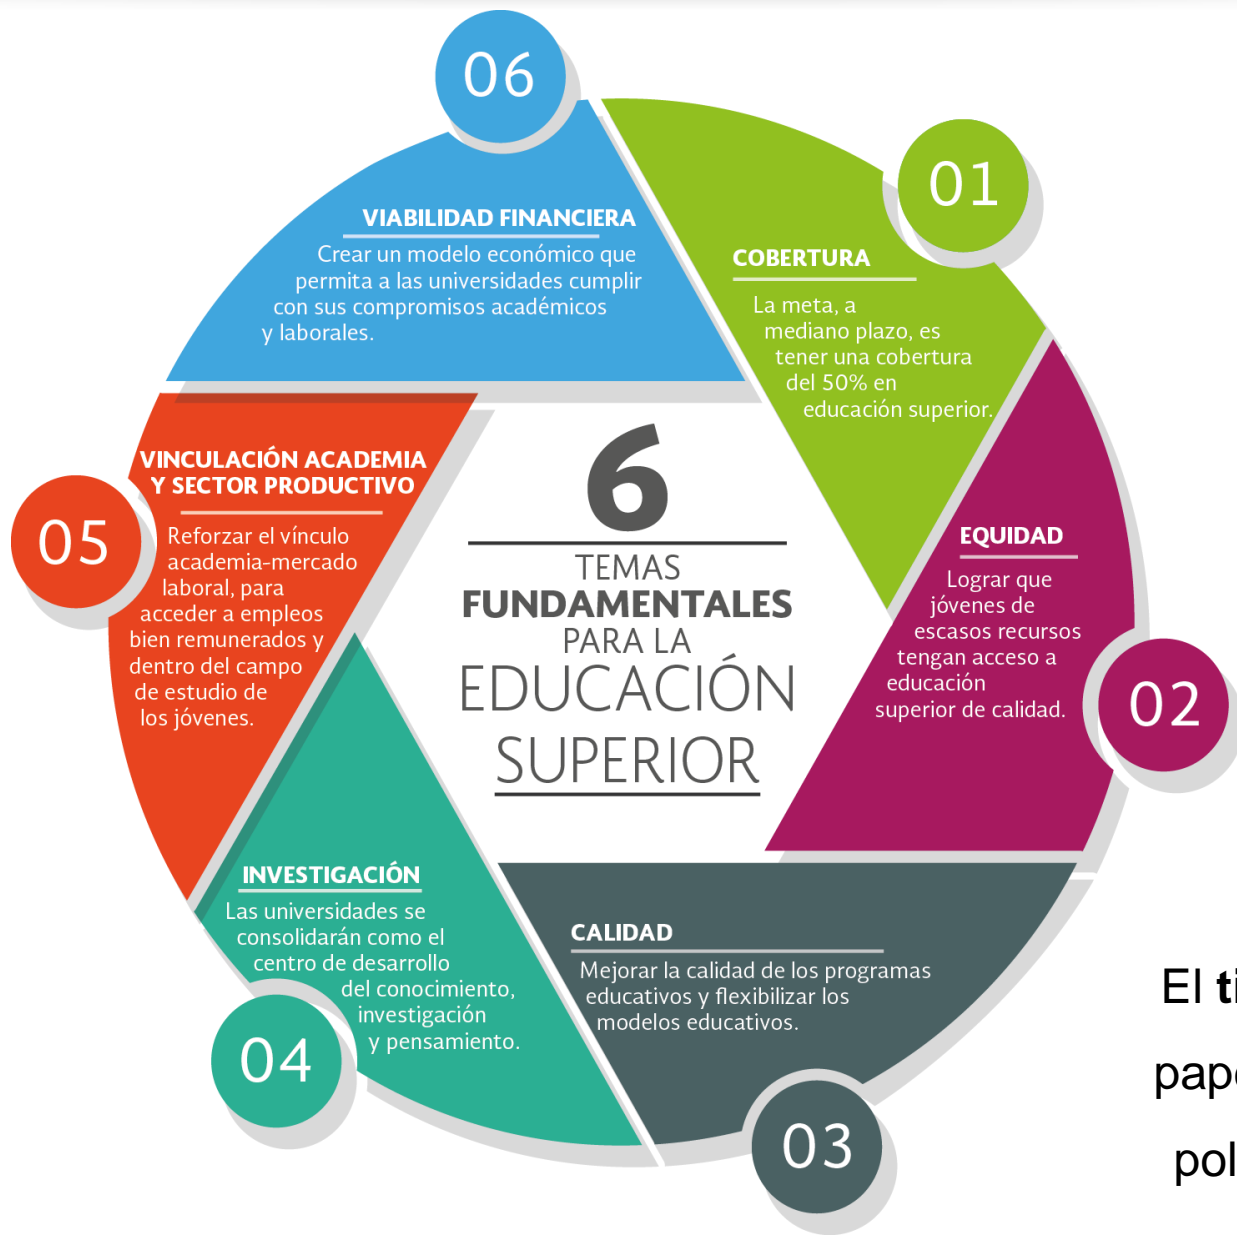 6
TEMAS
FUNDAMENTALES
PARA LA
EDUCACIÓN
SUPERIOR
01
COBERTURA
La meta, a
mediano plazo, es
tener una cobertura
del 50% en
educación superior.
02
EQUIDAD
Lograr que
jóvenes de
escasos recursos
tengan acceso a
educación
superior de calidad.
03
CALIDAD
Mejorar la calidad de los programas
educativos y flexibilizar los
modelos educativos.
04
INVESTIGACIÓN
Las universidades se
consolidarán como el
centro de desarrollo
del conocimiento,
investigación
y pensamiento.
05
VINCULACIÓN ACADEMIA
Y SECTOR PRODUCTIVO
Reforzar el vínculo
academia-mercado
laboral, para
acceder a empleos
bien remunerados y
dentro del campo
de estudio de
los jóvenes.
06
VIABILIDAD FINANCIERA
Crear un modelo económico que
permita a las universidades cumplir
con sus compromisos académicos
y laborales.
El